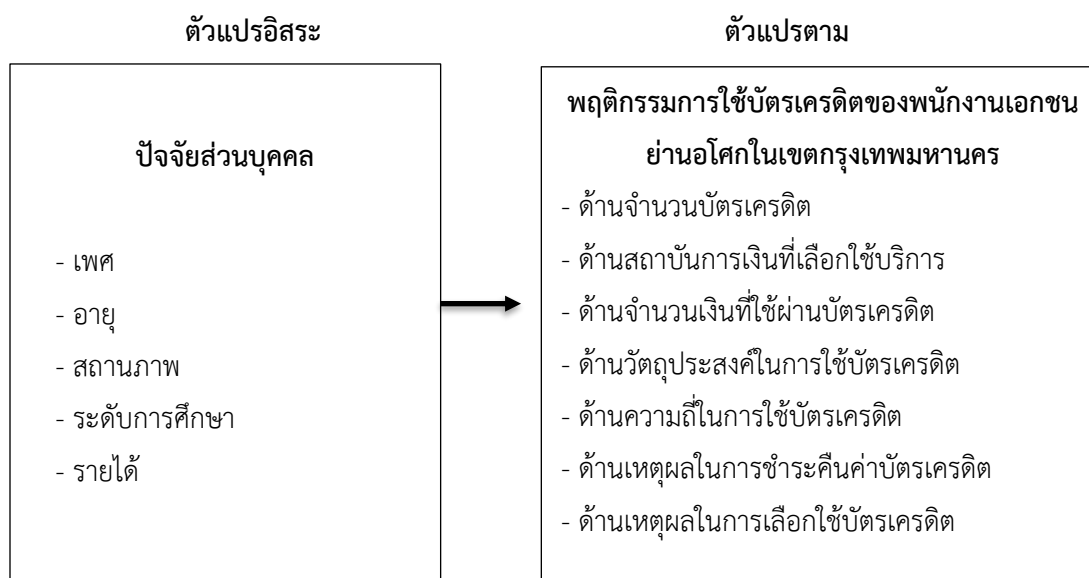 ตัวแปรอิสระ
ปัจจัยส่วนบุคคล
- เพศ
- อายุ
- สถานภาพ
- ระดับการศึกษา
- รายได้
ตัวแปรตาม
พฤติกรรมการใช้บัตรเครดิตของพนักงานเอกชน
ย่านอโศกในเขตกรุงเทพมหานคร
- ด้านจำนวนบัตรเครดิต
- ด้านสถาบันการเงินที่เลือกใช้บริการ
- ด้านจำนวนเงินที่ใช้ผ่านบัตรเครดิต
- ด้านวัตถุประสงค์ในการใช้บัตรเครดิต
- ด้านความถี่ในการใช้บัตรเครดิต
- ด้านเหตุผลในการชำระคืนค่าบัตรเครดิต
- ด้านเหตุผลในการเลือกใช้บัตรเครดิต